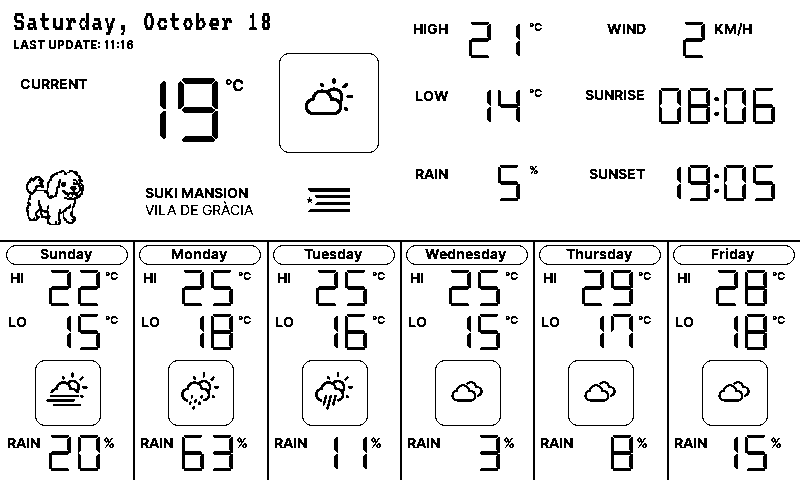 Saturday, October 18
LAST UPDATE: 11:16
CURRENT 19 °C
SUKI MANSION
VILA DE GRÀCIA
HIGH 21 °C
WIND 2 KM/H
LOW 14 °C
SUNRISE 08:06
RAIN 5 %
SUNSET 19:05
Sunday
HI 22 °C
LO 15 °C
RAIN 20 %
Monday
HI 25 °C
LO 18 °C
RAIN 63 %
Tuesday
HI 25 °C
LO 16 °C
RAIN 11 %
Wednesday
HI 25 °C
LO 15 °C
RAIN 3 %
Thursday
HI 29 °C
LO 17 °C
RAIN 8 %
Friday
HI 28 °C
LO 18 °C
RAIN 15 %